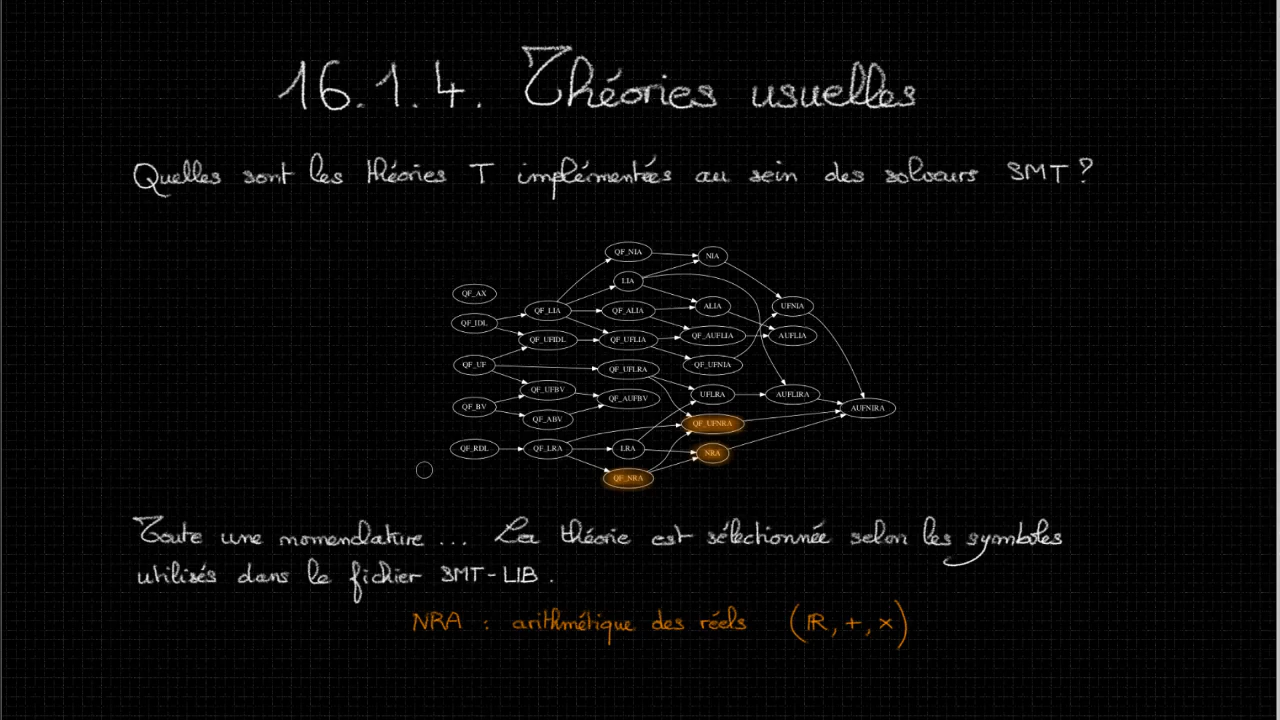 16.1.4. Théories usuelles
Quelles sont les théories T implémentées au sein des solveurs SMT ?
QF_NIA
NIA
LIA
QF_AX
QF_LIA
QF_ALIA
ALIA
UFNIA
QF_IDL
QF_UFIDL
QF_UFLIA
QF_AUFLIA
AUFLIA
QF_UF
QF_UFLRA
QF_UFNIA
QF_UFBV
QF_AUFBV
UFLRA
AUFLIRA
QF_BV
QF_ABV
QF_UFNRA
AUFNIRA
QF_RDL
QF_LRA
LRA
NRA
QF_NRA
Toute une nomenclature ... La théorie est sélectionnée selon les symboles
utilisés dans le fichier SMT-LIB .
NRA : arithmétique des réels (ℝ, +, ×)